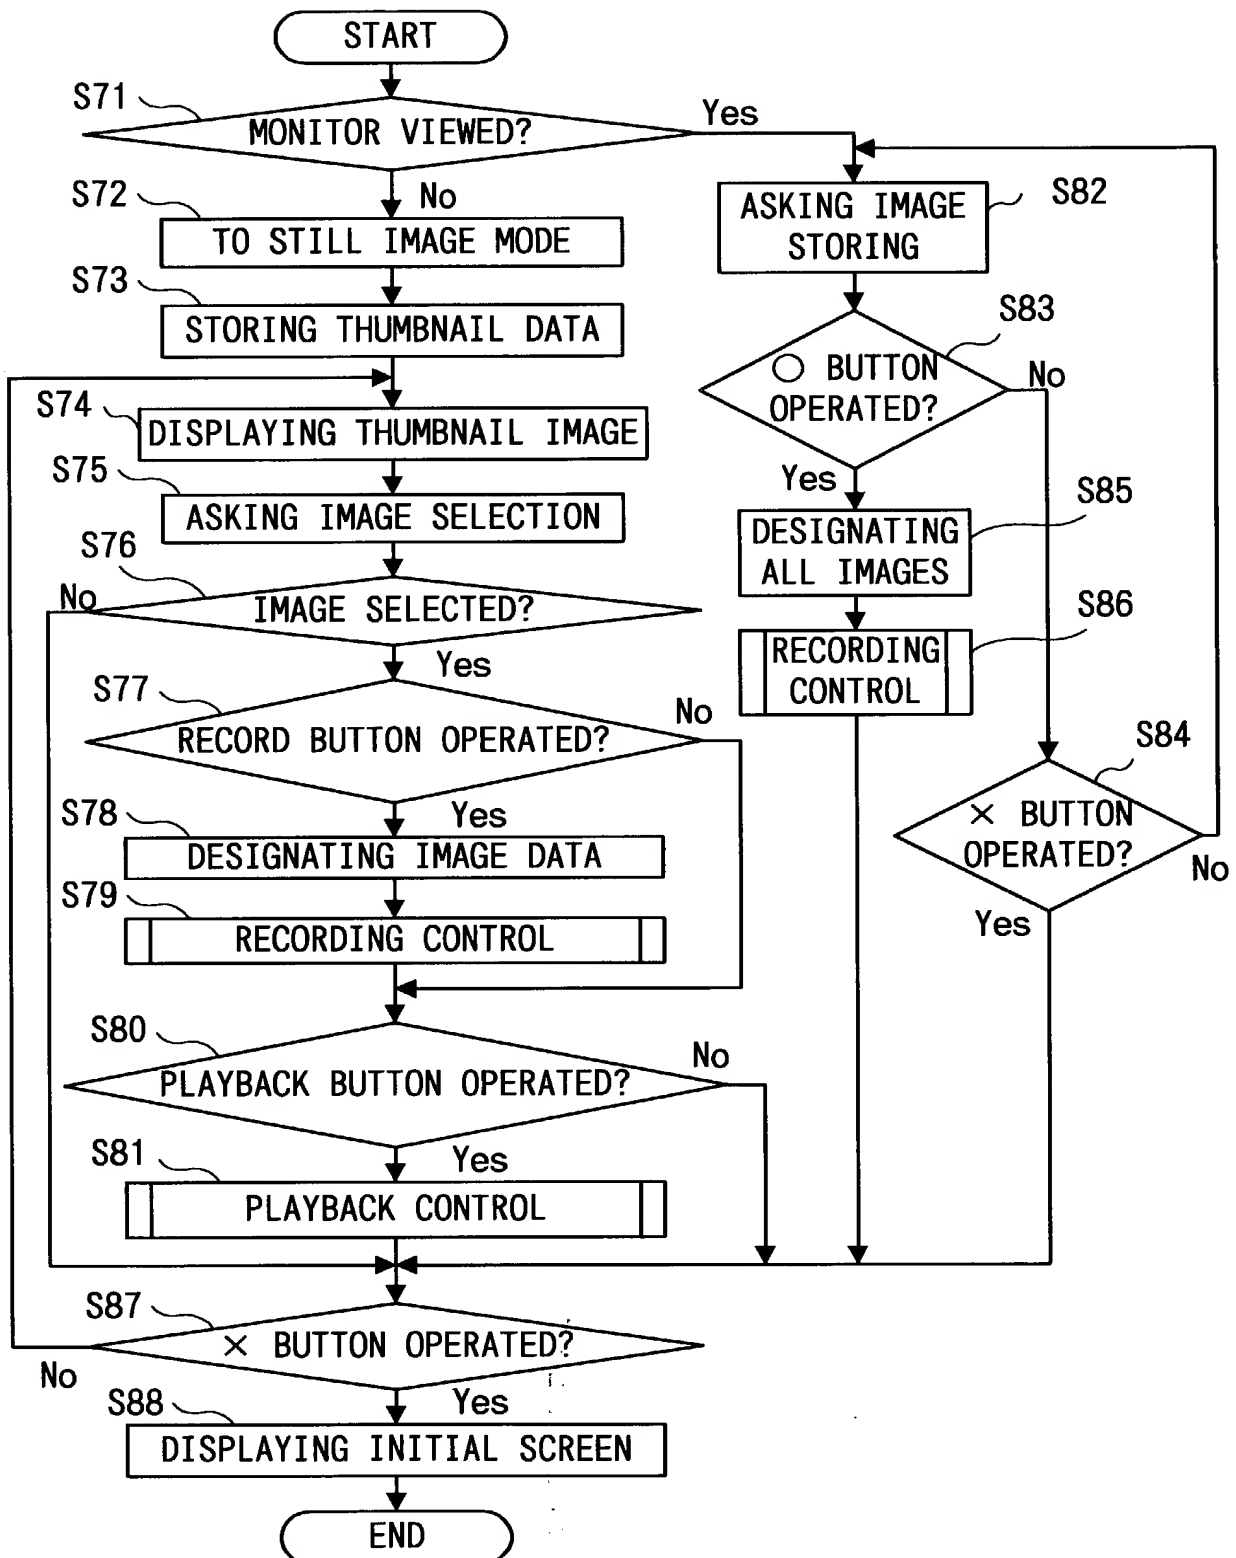 START
S71
MONITOR VIEWED?
Yes
No
S72
TO STILL IMAGE MODE
S73
STORING THUMBNAIL DATA
S74
DISPLAYING THUMBNAIL IMAGE
S75
ASKING IMAGE SELECTION
S76
IMAGE SELECTED?
No
Yes
S77
RECORD BUTTON OPERATED?
No
Yes
S78
DESIGNATING IMAGE DATA
S79
RECORDING CONTROL
S80
PLAYBACK BUTTON OPERATED?
No
Yes
S81
PLAYBACK CONTROL
S82
ASKING IMAGE
STORING
S83
○ BUTTON
OPERATED?
No
Yes
S85
DESIGNATING
ALL IMAGES
S86
RECORDING
CONTROL
S84
× BUTTON
OPERATED?
No
Yes
S87
× BUTTON OPERATED?
No
Yes
S88
DISPLAYING INITIAL SCREEN
END